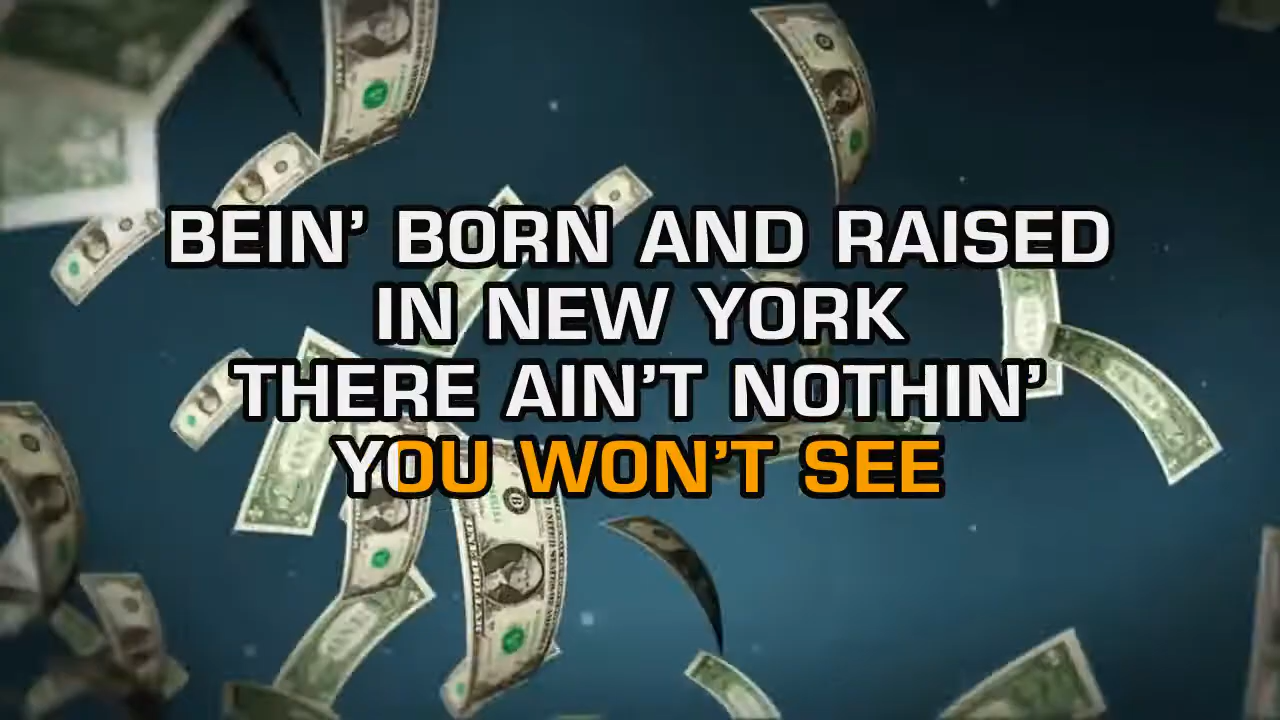 BEIN’ BORN AND RAISED
IN NEW YORK
THERE AIN’T NOTHIN’
YOU WON’T SEE